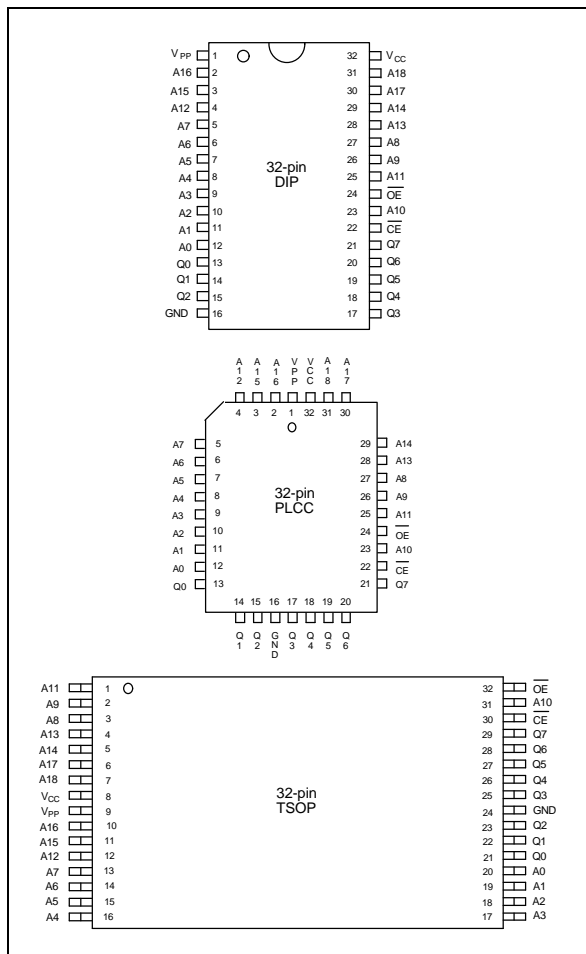 VPP 1 32 VCC
A16 2 31 A18
A15 3 30 A17
A12 4 29 A14
A7 5 28 A13
A6 6 27 A8
A5 7 26 A9
A4 8 25 A11
A3 9 24 OE
A2 10 23 A10
A1 11 22 CE
A0 12 21 Q7
Q0 13 20 Q6
Q1 14 19 Q5
Q2 15 18 Q4
GND 16 17 Q3
32-pin
DIP
A12 A15 A16 VPP VCC A18 A17
4 3 2 1 32 31 30
A7 5 29 A14
A6 6 28 A13
A5 7 27 A8
A4 8 26 A9
A3 9 25 A11
A2 10 24 OE
A1 11 23 A10
A0 12 22 CE
Q0 13 21 Q7
32-pin
PLCC
14 15 16 17 18 19 20
Q1 Q2 GND Q3 Q4 Q5 Q6
A11 1 32 OE
A9 2 31 A10
A8 3 30 CE
A13 4 29 Q7
A14 5 28 Q6
A17 6 27 Q5
A18 7 26 Q4
VCC 8 25 Q3
VPP 9 24 GND
A16 10 23 Q2
A15 11 22 Q1
A12 12 21 Q0
A7 13 20 A0
A6 14 19 A1
A5 15 18 A2
A4 16 17 A3
32-pin
TSOP